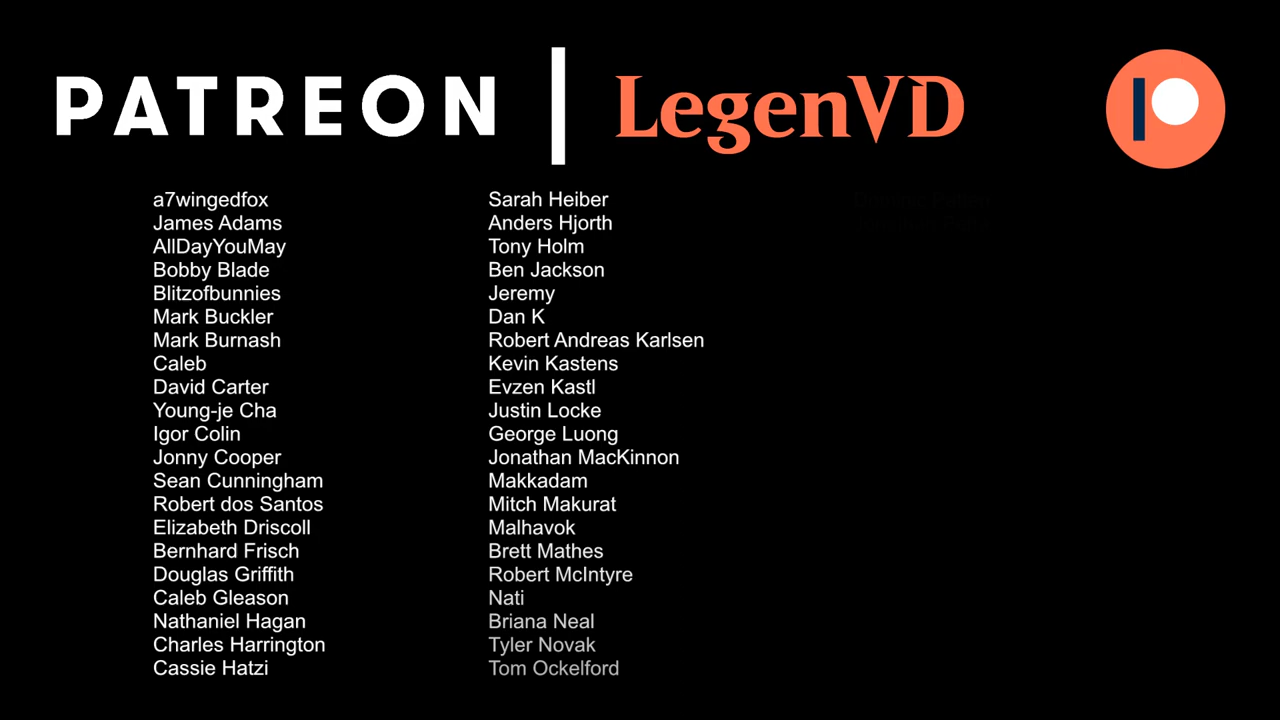 PATREON | LegenVD
a7wingedfox
James Adams
AllDayYouMay
Bobby Blade
Blitzofbunnies
Mark Buckler
Mark Burnash
Caleb
David Carter
Young-je Cha
Igor Colin
Jonny Cooper
Sean Cunningham
Robert dos Santos
Elizabeth Driscoll
Bernhard Frisch
Douglas Griffith
Caleb Gleason
Nathaniel Hagan
Charles Harrington
Cassie Hatzi
Sarah Heiber
Anders Hjorth
Tony Holm
Ben Jackson
Jeremy
Dan K
Robert Andreas Karlsen
Kevin Kastens
Evzen Kastl
Justin Locke
George Luong
Jonathan MacKinnon
Makkadam
Mitch Makurat
Malhavok
Brett Mathes
Robert McIntyre
Nati
Briana Neal
Tyler Novak
Tom Ockelford